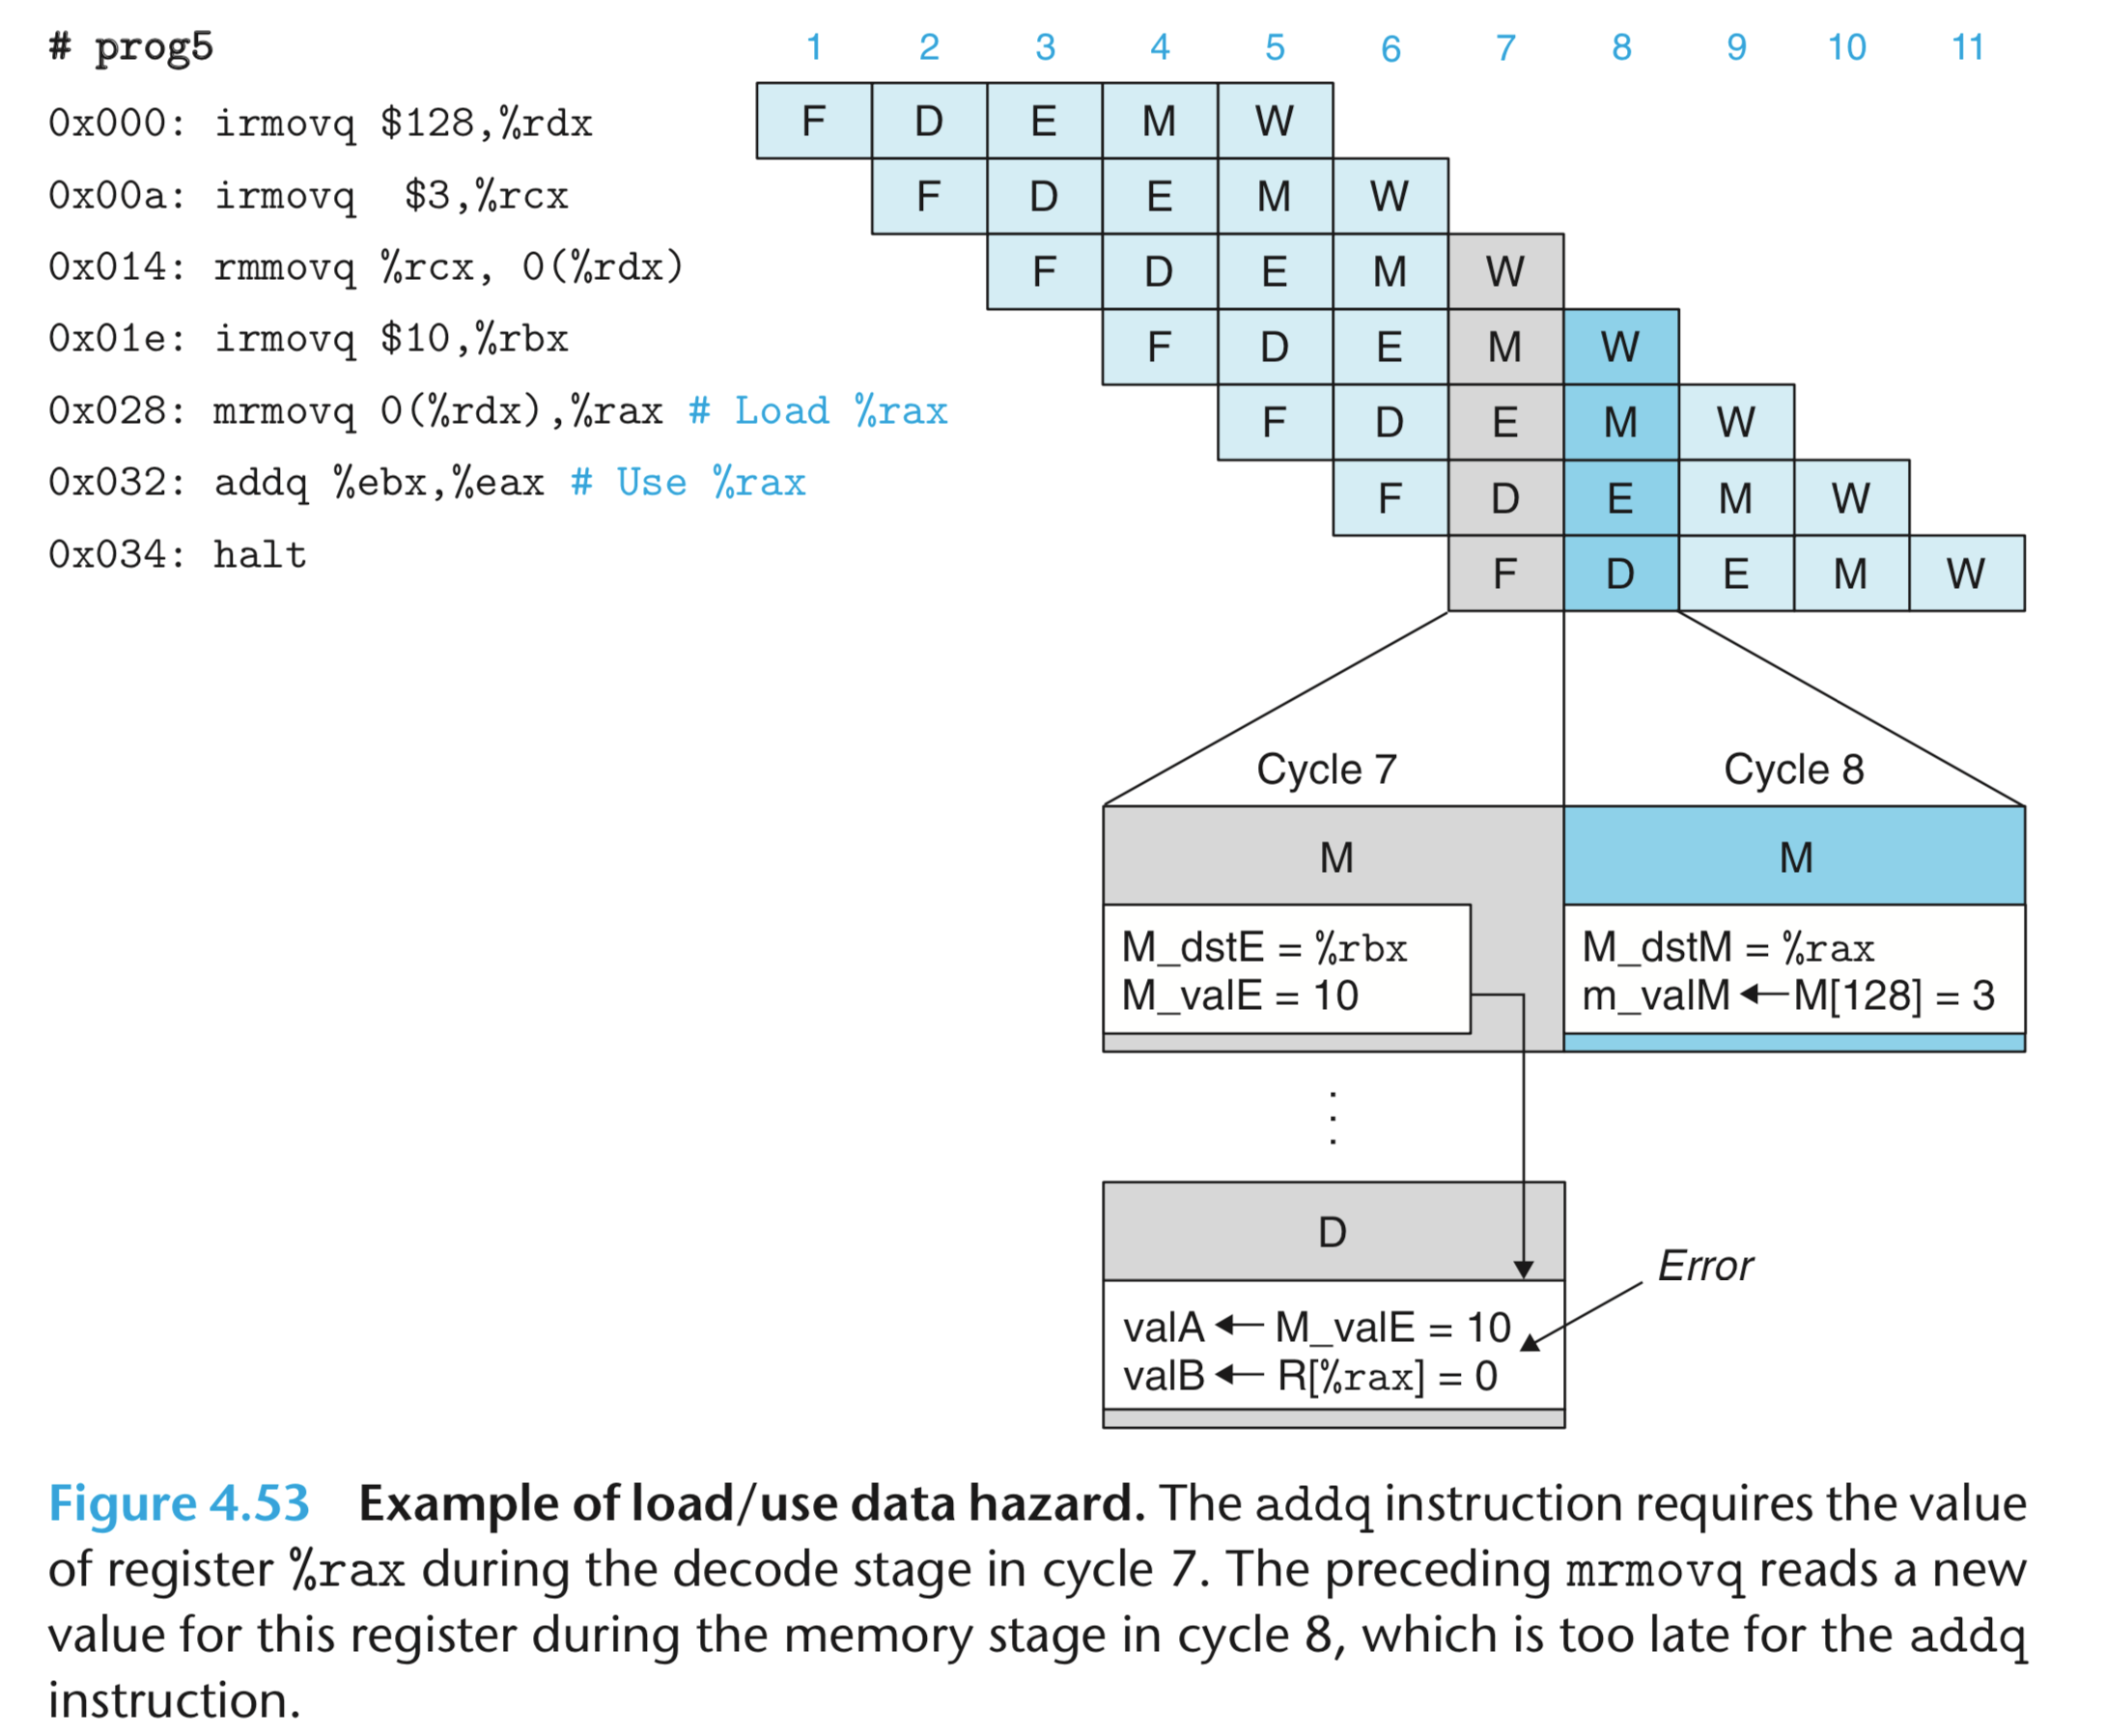 # prog5
1 2 3 4 5 6 7 8 9 10 11
0x000: irmovq $128,%rdx
F D E M W
0x00a: irmovq  $3,%rcx
F D E M W
0x014: rmmovq %rcx, 0(%rdx)
F D E M W
0x01e: irmovq $10,%rbx
F D E M W
0x028: mrmovq 0(%rdx),%rax # Load %rax
F D E M W
0x032: addq %ebx,%eax # Use %rax
F D E M W
0x034: halt
F D E M W
Cycle 7
Cycle 8
M
M
M_dstE = %rbx
M_valE = 10
M_dstM = %rax
m_valM ← M[128] = 3
⋮
D
Error
valA ← M_valE = 10
valB ← R[%rax] = 0
Figure 4.53 Example of load/use data hazard. The addq instruction requires the value
of register %rax during the decode stage in cycle 7. The preceding mrmovq reads a new
value for this register during the memory stage in cycle 8, which is too late for the addq
instruction.